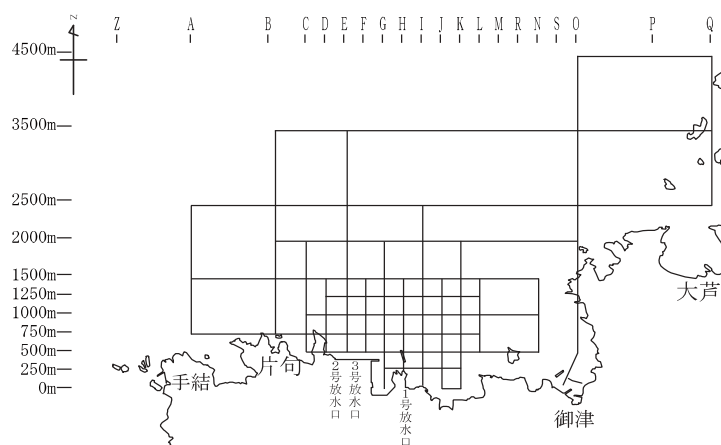 Z A B C D E F G H I J K L M R N S O P Q
N
4500m
3500m
2500m
2000m
1500m
1250m
1000m
750m
500m
250m
0m
大芦
片句
手結
御津
2号放水口
3号放水口
1号放水口